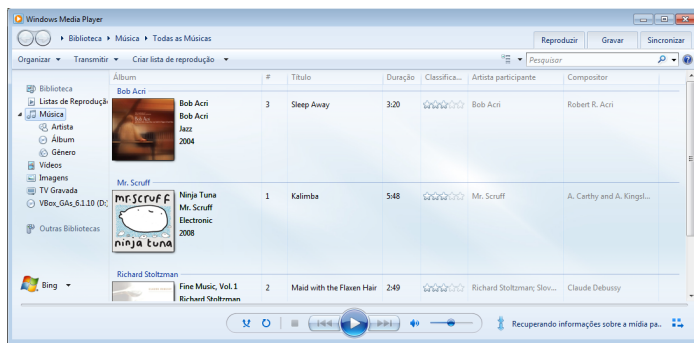 Windows Media Player
Biblioteca ▸ Música ▸ Todas as Músicas
Reproduzir Gravar Sincronizar
Organizar Transmitir Criar lista de reprodução Pesquisar
Álbum # Título Duração Classifica... Artista participante Compositor
Biblioteca
Listas de Reproduçã
Música
Artista
Álbum
Gênero
Vídeos
Imagens
TV Gravada
VBox_GAs_6.1.10 (D:)
Outras Bibliotecas
Bing
Bob Acri
Bob Acri 3 Sleep Away 3:20 Bob Acri Robert R. Acri
Bob Acri
Jazz
2004
Mr. Scruff
mr.scruff
ninja tuna
Ninja Tuna 1 Kalimba 5:48 Mr. Scruff A. Carthy and A. Kingsl...
Mr. Scruff
Electronic
2008
Richard Stoltzman
Fine Music, Vol. 1 2 Maid with the Flaxen Hair 2:49 Richard Stoltzman; Slov... Claude Debussy
Richard Stoltzman
Recuperando informações sobre a mídia pa..